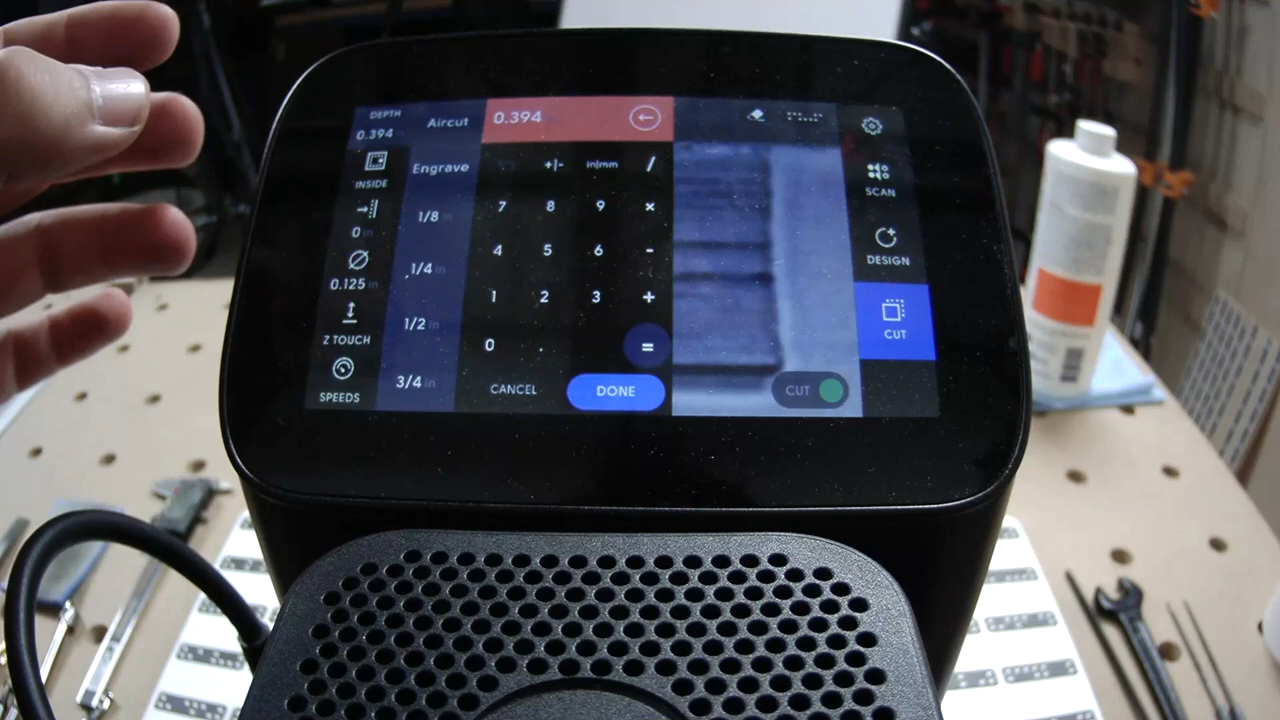 DEPTH
0.394
INSIDE
0 in
0.125 in
Z TOUCH
SPEEDS
Aircut
Engrave
1/8 in
1/4 in
1/2 in
3/4 in
0.394
+|- in|mm /
7 8 9 ×
4 5 6 -
1 2 3 +
0 . =
CANCEL DONE
CUT
SCAN
DESIGN
CUT